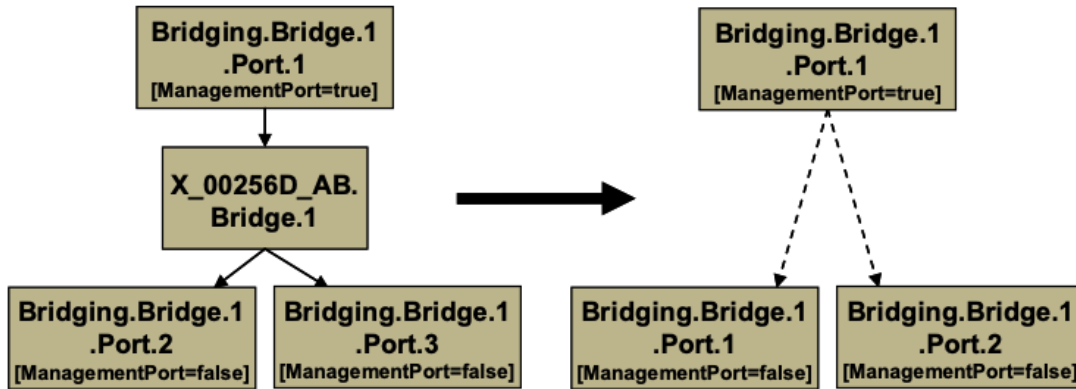 Bridging.Bridge.1
.Port.1
[ManagementPort=true]
X_00256D_AB.
Bridge.1
Bridging.Bridge.1
.Port.2
[ManagementPort=false]
Bridging.Bridge.1
.Port.3
[ManagementPort=false]
Bridging.Bridge.1
.Port.1
[ManagementPort=true]
Bridging.Bridge.1
.Port.1
[ManagementPort=false]
Bridging.Bridge.1
.Port.2
[ManagementPort=false]